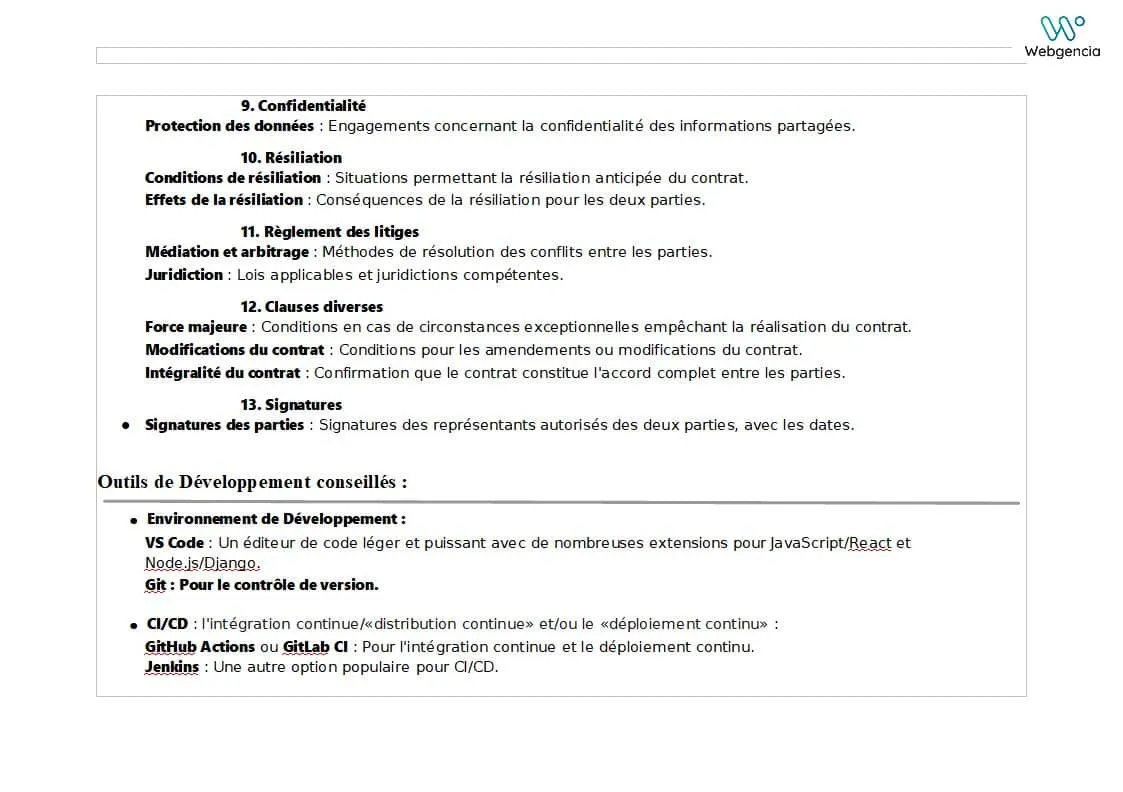 Webgencia
9. Confidentialité
Protection des données : Engagements concernant la confidentialité des informations partagées.
10. Résiliation
Conditions de résiliation : Situations permettant la résiliation anticipée du contrat.
Effets de la résiliation : Conséquences de la résiliation pour les deux parties.
11. Règlement des litiges
Médiation et arbitrage : Méthodes de résolution des conflits entre les parties.
Juridiction : Lois applicables et juridictions compétentes.
12. Clauses diverses
Force majeure : Conditions en cas de circonstances exceptionnelles empêchant la réalisation du contrat.
Modifications du contrat : Conditions pour les amendements ou modifications du contrat.
Intégralité du contrat : Confirmation que le contrat constitue l'accord complet entre les parties.
13. Signatures
• Signatures des parties : Signatures des représentants autorisés des deux parties, avec les dates.
Outils de Développement conseillés :
• Environnement de Développement :
VS Code : Un éditeur de code léger et puissant avec de nombreuses extensions pour JavaScript/React et
Node.js/Django.
Git : Pour le contrôle de version.
• CI/CD : l'intégration continue/«distribution continue» et/ou le «déploiement continu» :
GitHub Actions ou GitLab CI : Pour l'intégration continue et le déploiement continu.
Jenkins : Une autre option populaire pour CI/CD.